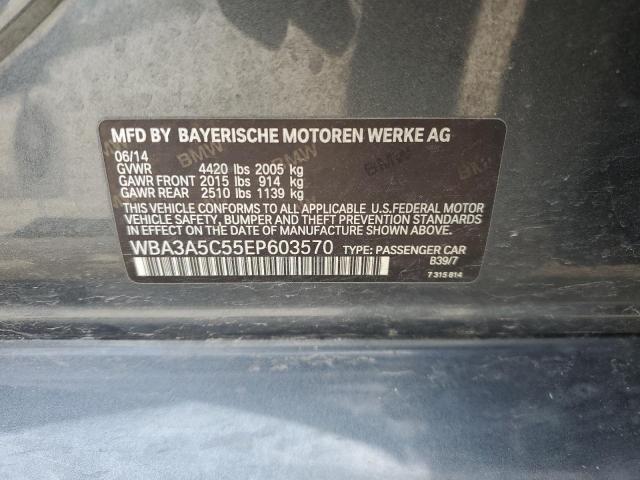 MFD BY BAYERISCHE MOTOREN WERKE AG
06/14
GVWR 4420 lbs 2005 kg
GAWR FRONT 2015 lbs 914 kg
GAWR REAR 2510 lbs 1139 kg
THIS VEHICLE CONFORMS TO ALL APPLICABLE U.S.FEDERAL MOTOR
VEHICLE SAFETY, BUMPER, AND THEFT PREVENTION STANDARDS
IN EFFECT ON THE DATE OF MANUFACTURE SHOWN ABOVE.
WBA3A5C55EP603570 TYPE: PASSENGER CAR
B39/7
7 315 814